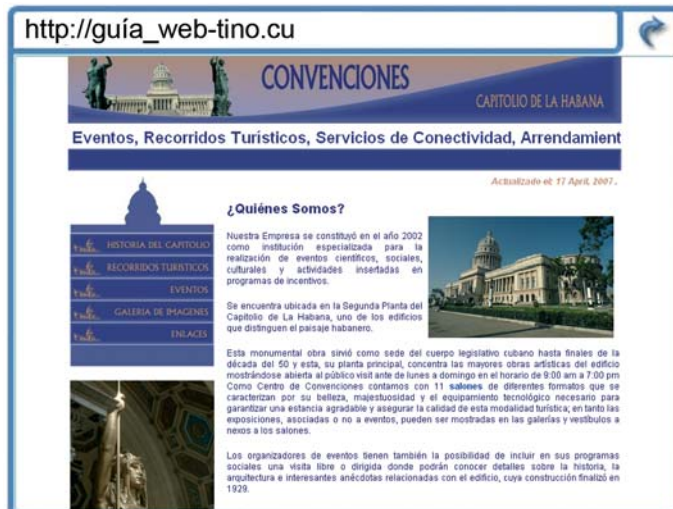 http://guía_web-tino.cu
CONVENCIONES
CAPITOLIO DE LA HABANA
Eventos, Recorridos Turísticos, Servicios de Conectividad, Arrendamient
Actualizado el: 17 April, 2007.
HISTORIA DEL CAPITOLIO
RECORRIDOS TURISTICOS
EVENTOS
GALERIA DE IMAGENES
ENLACES
¿Quiénes Somos?
Nuestra Empresa se constituyó en el año 2002
como institución especializada para la
realización de eventos científicos, sociales,
culturales y actividades insertadas en
programas de incentivos.
Se encuentra ubicada en la Segunda Planta del
Capitolio de La Habana, uno de los edificios
que distinguen el paisaje habanero.
Esta monumental obra sirvió como sede del cuerpo legislativo cubano hasta finales de la
década del 50 y esta, su planta principal, concentra las mayores obras artísticas del edificio
mostrándose abierta al público visit ante de lunes a domingo en el horario de 9:00 am a 7:00 pm
Como Centro de Convenciones contamos con 11 salones de diferentes formatos que se
caracterizan por su belleza, majestuosidad y el equipamiento tecnológico necesario para
garantizar una estancia agradable y asegurar la calidad de esta modalidad turística; en tanto las
exposiciones, asociadas o no a eventos, pueden ser mostradas en las galerías y vestíbulos a
nexos a los salones.
Los organizadores de eventos tienen también la posibilidad de incluir en sus programas
sociales una visita libre o dirigida donde podrán conocer detalles sobre la historia, la
arquitectura e interesantes anécdotas relacionadas con el edificio, cuya construcción finalizó en
1929.